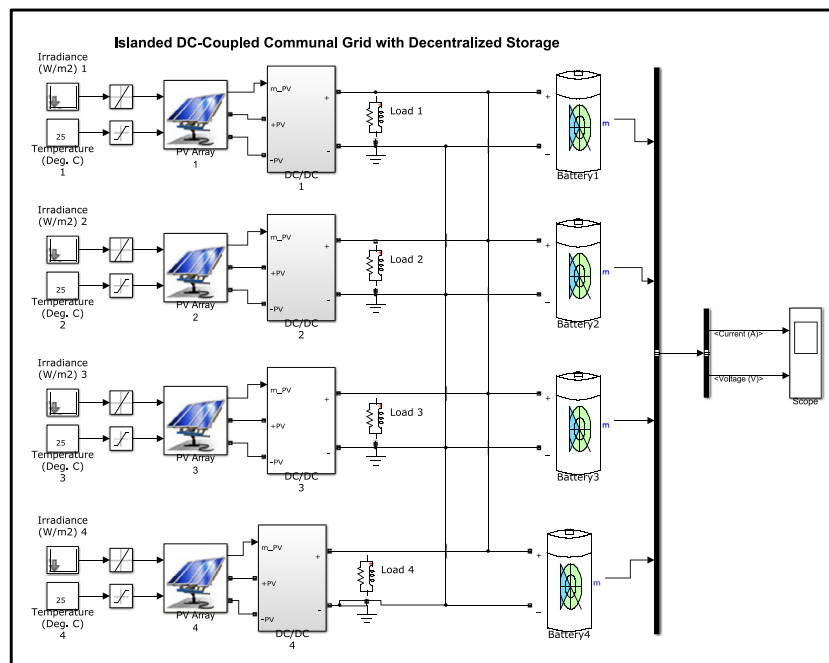 Islanded DC-Coupled Communal Grid with Decentralized Storage
Irradiance
(W/m2) 1
25
Temperature
(Deg. C)
1
PV Array
1
m_PV
+PV
-PV
+
-
DC/DC
1
Load 1
+
-
m
Battery1
Irradiance
(W/m2) 2
25
Temperature
(Deg. C)
2
PV Array
2
m_PV
+PV
-PV
+
-
DC/DC
2
Load 2
+
-
m
Battery2
Irradiance
(W/m2) 3
25
Temperature
(Deg. C)
3
PV Array
3
m_PV
+PV
-PV
+
-
DC/DC
3
Load 3
+
-
m
Battery3
Irradiance
(W/m2) 4
25
Temperature
(Deg. C)
4
PV Array
4
m_PV
+PV
-PV
+
-
DC/DC
4
Load 4
+
-
m
Battery4
<Current (A)>
<Voltage (V)>
Scope